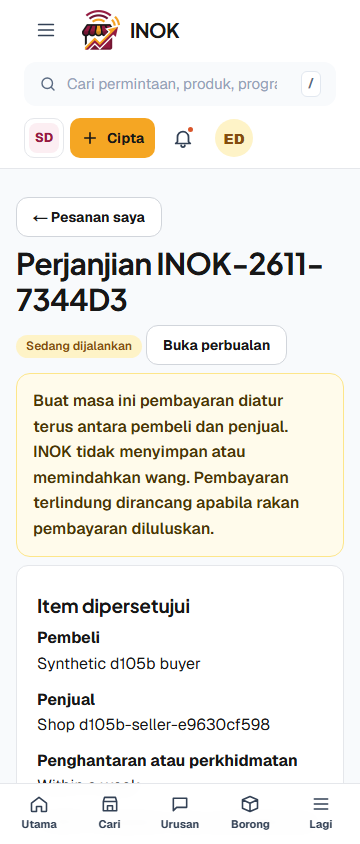 INOK
Cari permintaan, produk, progra
/
SD
+ Cipta
ED
← Pesanan saya
Perjanjian INOK-2611-
7344D3
Sedang dijalankan
Buka perbualan
Buat masa ini pembayaran diatur
terus antara pembeli dan penjual.
INOK tidak menyimpan atau
memindahkan wang. Pembayaran
terlindung dirancang apabila rakan
pembayaran diluluskan.
Item dipersetujui
Pembeli
Synthetic d105b buyer
Penjual
Shop d105b-seller-e9630cf598
Penghantaran atau perkhidmatan
Utama
Cari
Urusan
Borong
Lagi